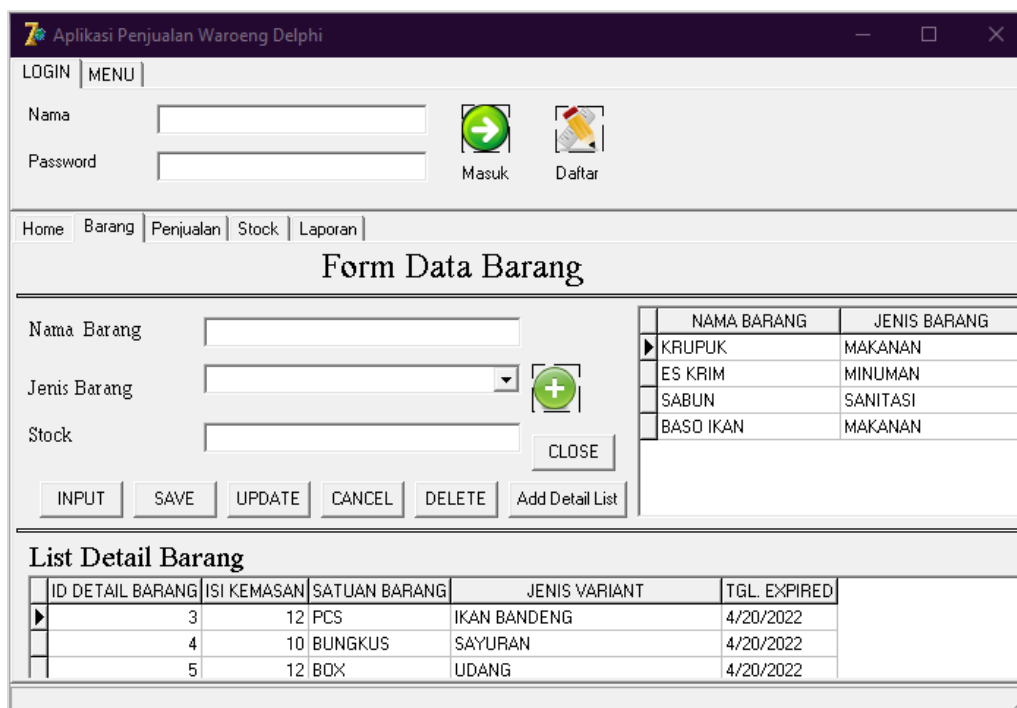 Aplikasi Penjualan Waroeng Delphi
LOGIN MENU
Nama
Password
Masuk Daftar
Home Barang Penjualan Stock Laporan
Form Data Barang
Nama Barang
Jenis Barang
Stock
CLOSE
INPUT SAVE UPDATE CANCEL DELETE Add Detail List
NAMA BARANG JENIS BARANG
KRUPUK MAKANAN
ES KRIM MINUMAN
SABUN SANITASI
BASO IKAN MAKANAN
List Detail Barang
ID DETAIL BARANG ISI KEMASAN SATUAN BARANG JENIS VARIANT TGL. EXPIRED
3 12 PCS IKAN BANDENG 4/20/2022
4 10 BUNGKUS SAYURAN 4/20/2022
5 12 BOX UDANG 4/20/2022